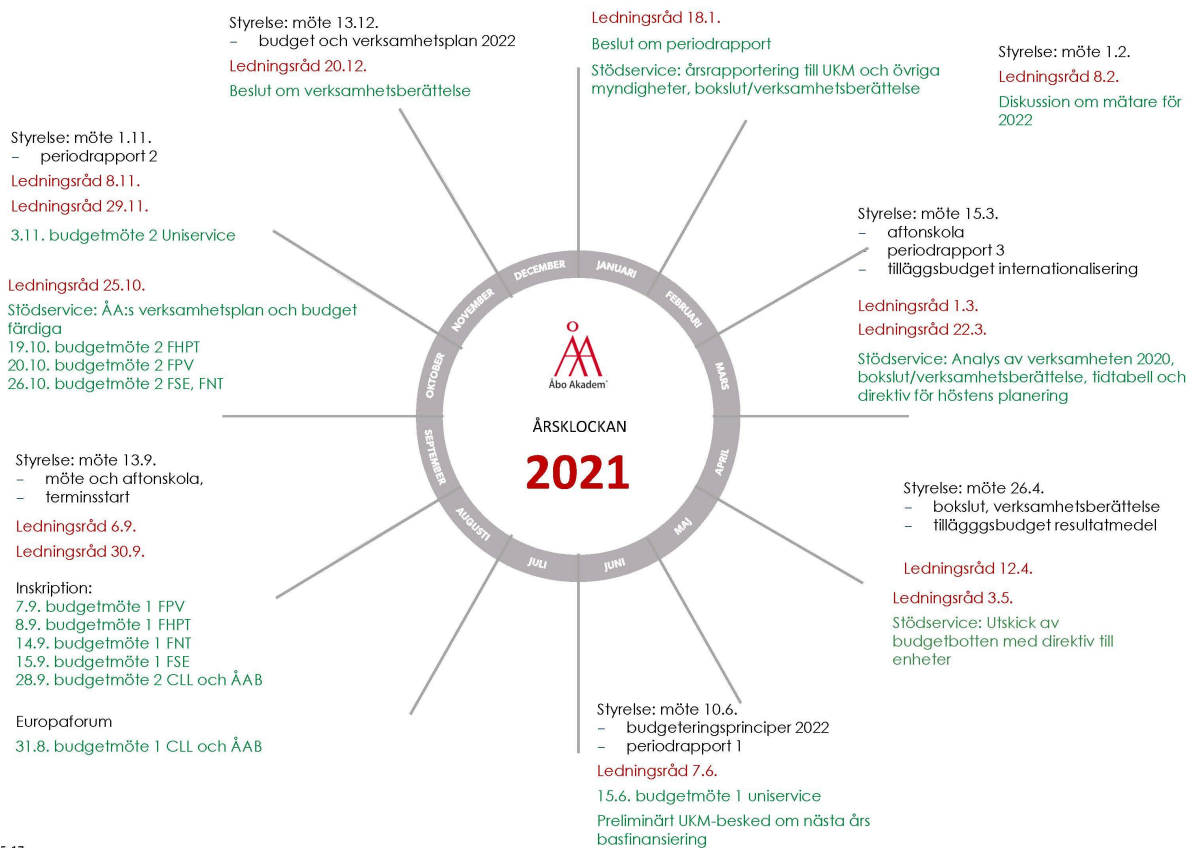 Styrelse: möte 13.12.
– budget och verksamhetsplan 2022
Ledningsråd 20.12.
Beslut om verksamhetsberättelse
Ledningsråd 18.1.
Beslut om periodrapport
Stödservice: årsrapportering till UKM och övriga
myndigheter, bokslut/verksamhetsberättelse
Styrelse: möte 1.2.
Ledningsråd 8.2.
Diskussion om mätare för
2022
Styrelse: möte 15.3.
– aftonskola
– periodrapport 3
– tilläggsbudget internationalisering
Ledningsråd 1.3.
Ledningsråd 22.3.
Stödservice: Analys av verksamheten 2020,
bokslut/verksamhetsberättelse, tidtabell och
direktiv för höstens planering
Styrelse: möte 26.4.
– bokslut, verksamhetsberättelse
– tillägggsbudget resultatmedel
Ledningsråd 12.4.
Ledningsråd 3.5.
Stödservice: Utskick av
budgetbotten med direktiv till
enheter
Styrelse: möte 10.6.
– budgeteringsprinciper 2022
– periodrapport 1
Ledningsråd 7.6.
15.6. budgetmöte 1 uniservice
Preliminärt UKM-besked om nästa års
basfinansiering
Styrelse: möte 1.11.
– periodrapport 2
Ledningsråd 8.11.
Ledningsråd 29.11.
3.11. budgetmöte 2 Uniservice
Ledningsråd 25.10.
Stödservice: ÅA:s verksamhetsplan och budget
färdiga
19.10. budgetmöte 2 FHPT
20.10. budgetmöte 2 FPV
26.10. budgetmöte 2 FSE, FNT
Styrelse: möte 13.9.
– möte och aftonskola,
– terminsstart
Ledningsråd 6.9.
Ledningsråd 30.9.
Inskription:
7.9. budgetmöte 1 FPV
8.9. budgetmöte 1 FHPT
14.9. budgetmöte 1 FNT
15.9. budgetmöte 1 FSE
28.9. budgetmöte 2 CLL och ÅAB
Europaforum
31.8. budgetmöte 1 CLL och ÅAB
JANUARI
FEBRUARI
MARS
APRIL
MAJ
JUNI
JULI
AUGUSTI
SEPTEMBER
OKTOBER
NOVEMBER
DECEMBER
Åbo Akademi
ÅRSKLOCKAN
2021